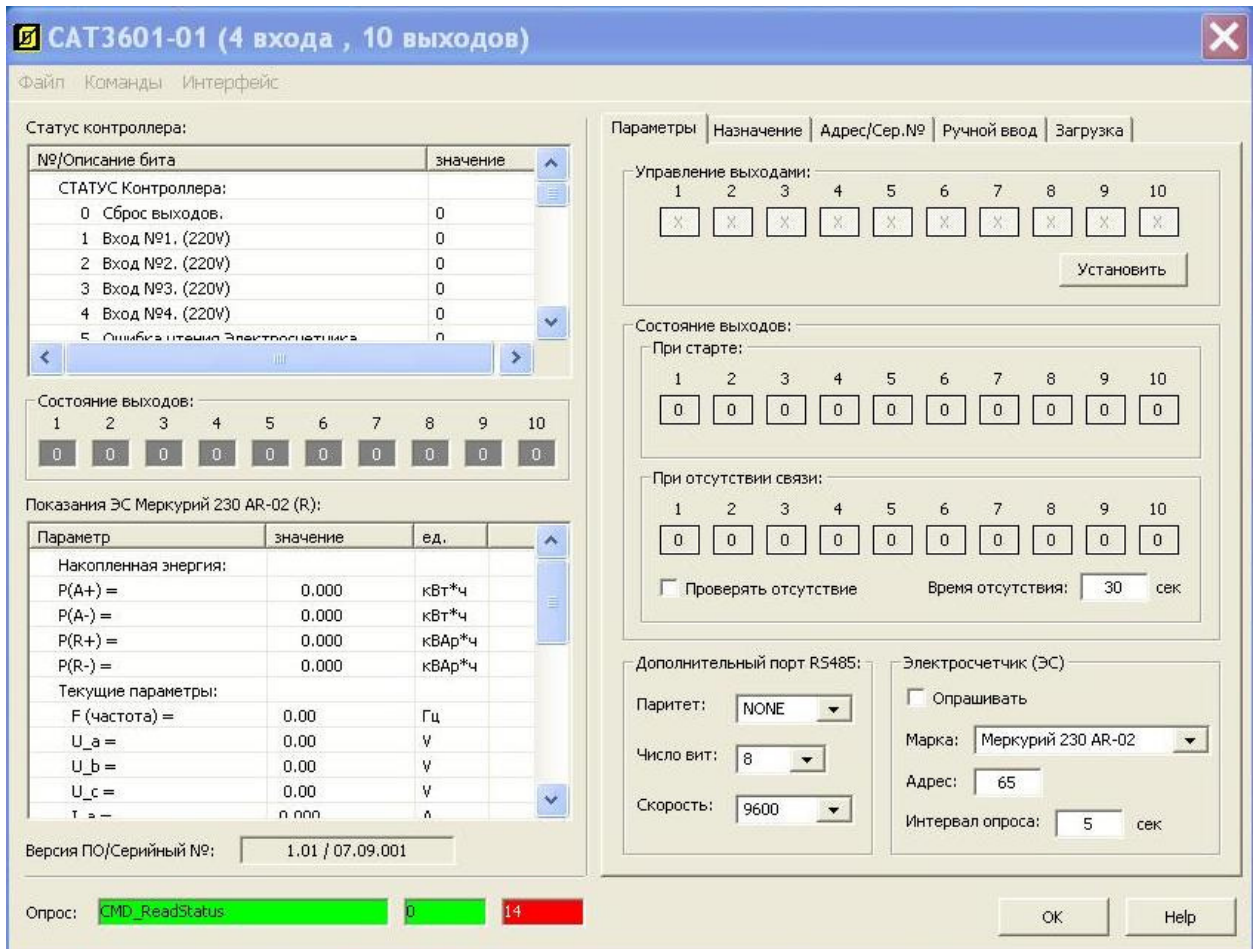 CAT3601-01 (4 входа , 10 выходов)
Файл Команды Интерфейс
Статус контроллера:
№/Описание бита значение
СТАТУС Контроллера:
0 Сброс выходов. 0
1 Вход №1. (220V) 0
2 Вход №2. (220V) 0
3 Вход №3. (220V) 0
4 Вход №4. (220V) 0
5 Ошибка чтения Электросчетчика 0
Состояние выходов:
1 2 3 4 5 6 7 8 9 10
0 0 0 0 0 0 0 0 0 0
Показания ЭС Меркурий 230 AR-02 (R):
Параметр значение ед.
Накопленная энергия:
P(A+) = 0.000 кВт*ч
P(A-) = 0.000 кВт*ч
P(R+) = 0.000 кВАр*ч
P(R-) = 0.000 кВАр*ч
Текущие параметры:
F (частота) = 0.00 Гц
U_a = 0.00 V
U_b = 0.00 V
U_c = 0.00 V
I_a = 0.000 A
Версия ПО/Серийный №: 1.01 / 07.09.001
Опрос: CMD_ReadStatus 0 14
Параметры Назначение Адрес/Сер.№ Ручной ввод Загрузка
Управление выходами:
1 2 3 4 5 6 7 8 9 10
X X X X X X X X X X
Установить
Состояние выходов:
При старте:
1 2 3 4 5 6 7 8 9 10
0 0 0 0 0 0 0 0 0 0
При отсутствии связи:
1 2 3 4 5 6 7 8 9 10
0 0 0 0 0 0 0 0 0 0
Проверять отсутствие Время отсутствия: 30 сек
Дополнительный порт RS485:
Паритет: NONE
Число вит: 8
Скорость: 9600
Электросчетчик (ЭС)
Опрашивать
Марка: Меркурий 230 AR-02
Адрес: 65
Интервал опроса: 5 сек
OK Help